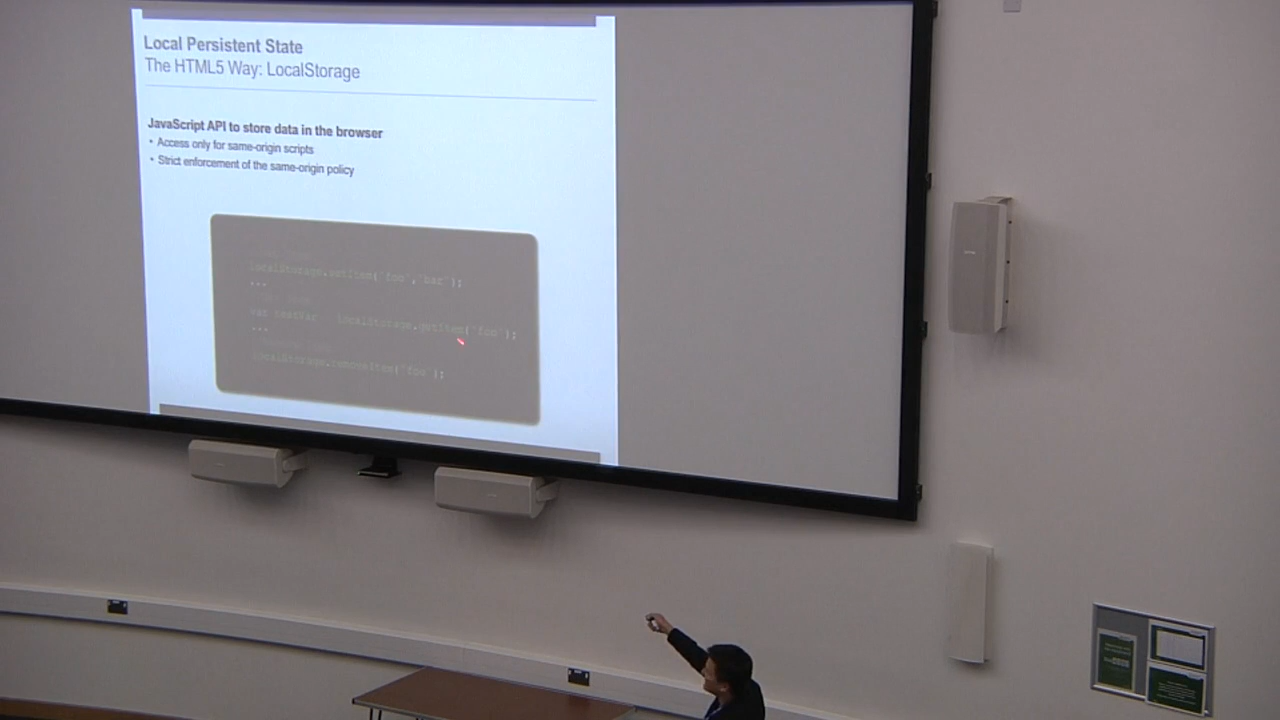 Local Persistent State
The HTML5 Way: LocalStorage
JavaScript API to store data in the browser
• Access only for same-origin scripts
• Strict enforcement of the same-origin policy
localStorage.setItem("foo","bar");
...
var testVar = localStorage.getItem("foo");
...
localStorage.removeItem("foo");